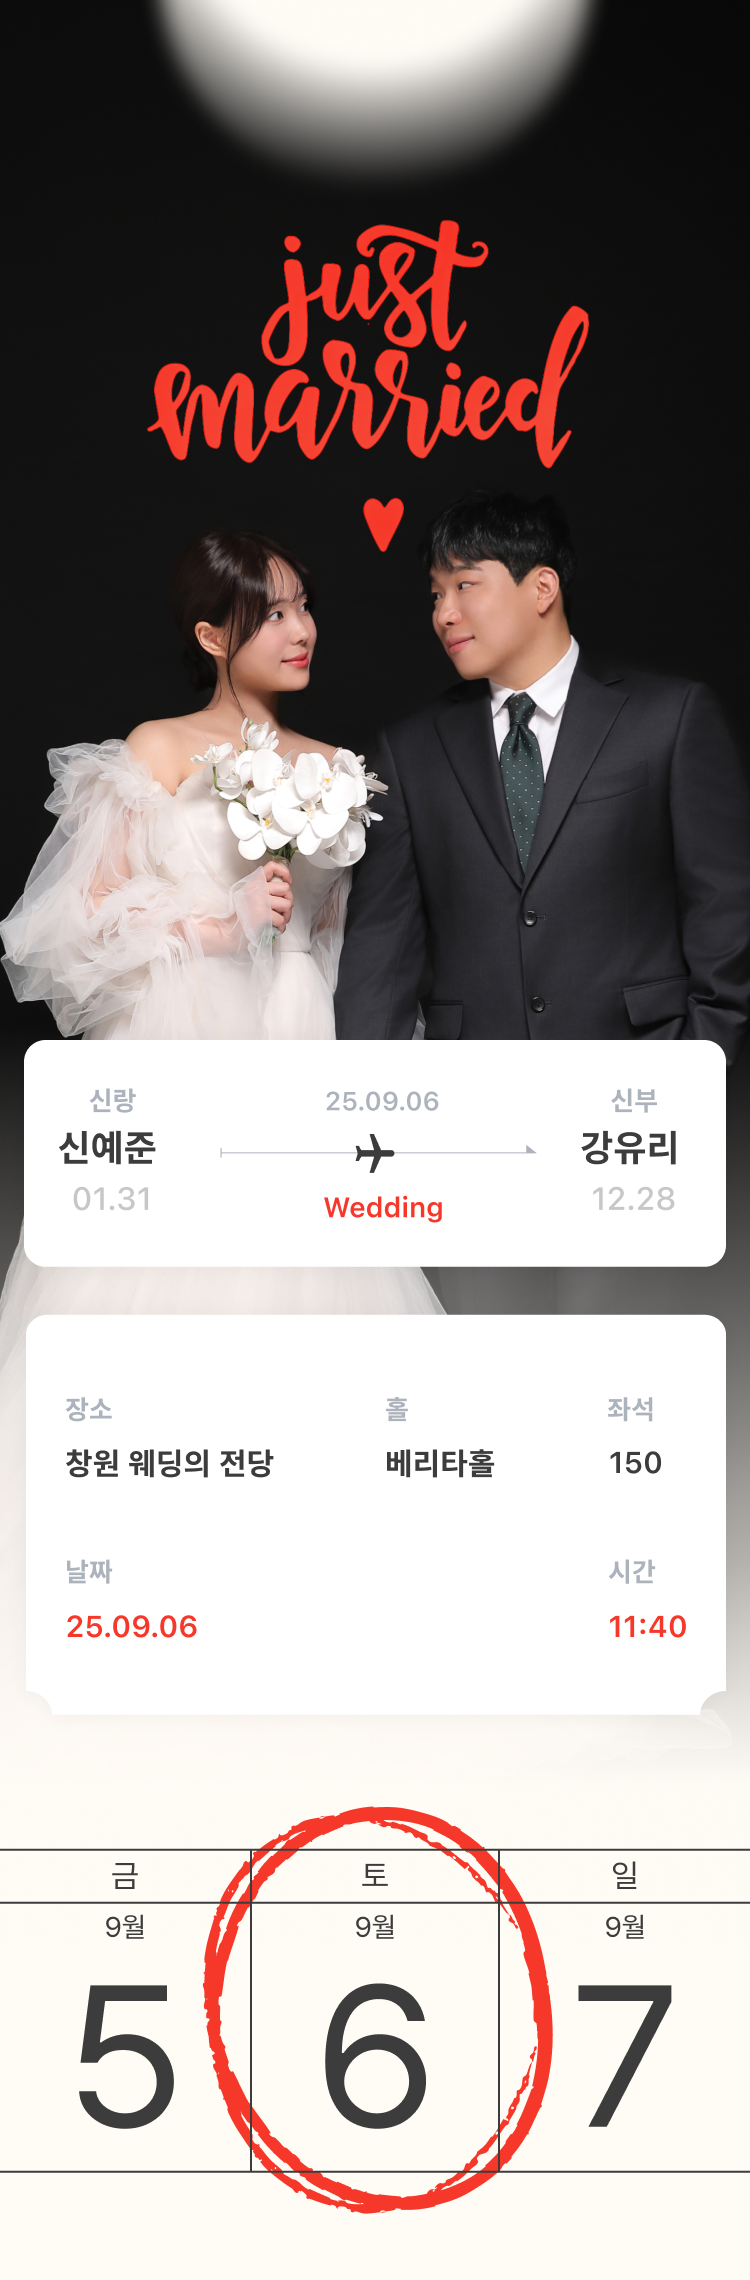 just
married
신랑 25.09.06 신부
신예준 강유리
01.31 Wedding 12.28
장소 홀 좌석
창원 웨딩의 전당 베리타홀 150
날짜 시간
25.09.06 11:40
금 토 일
9월 9월 9월
5 6 7